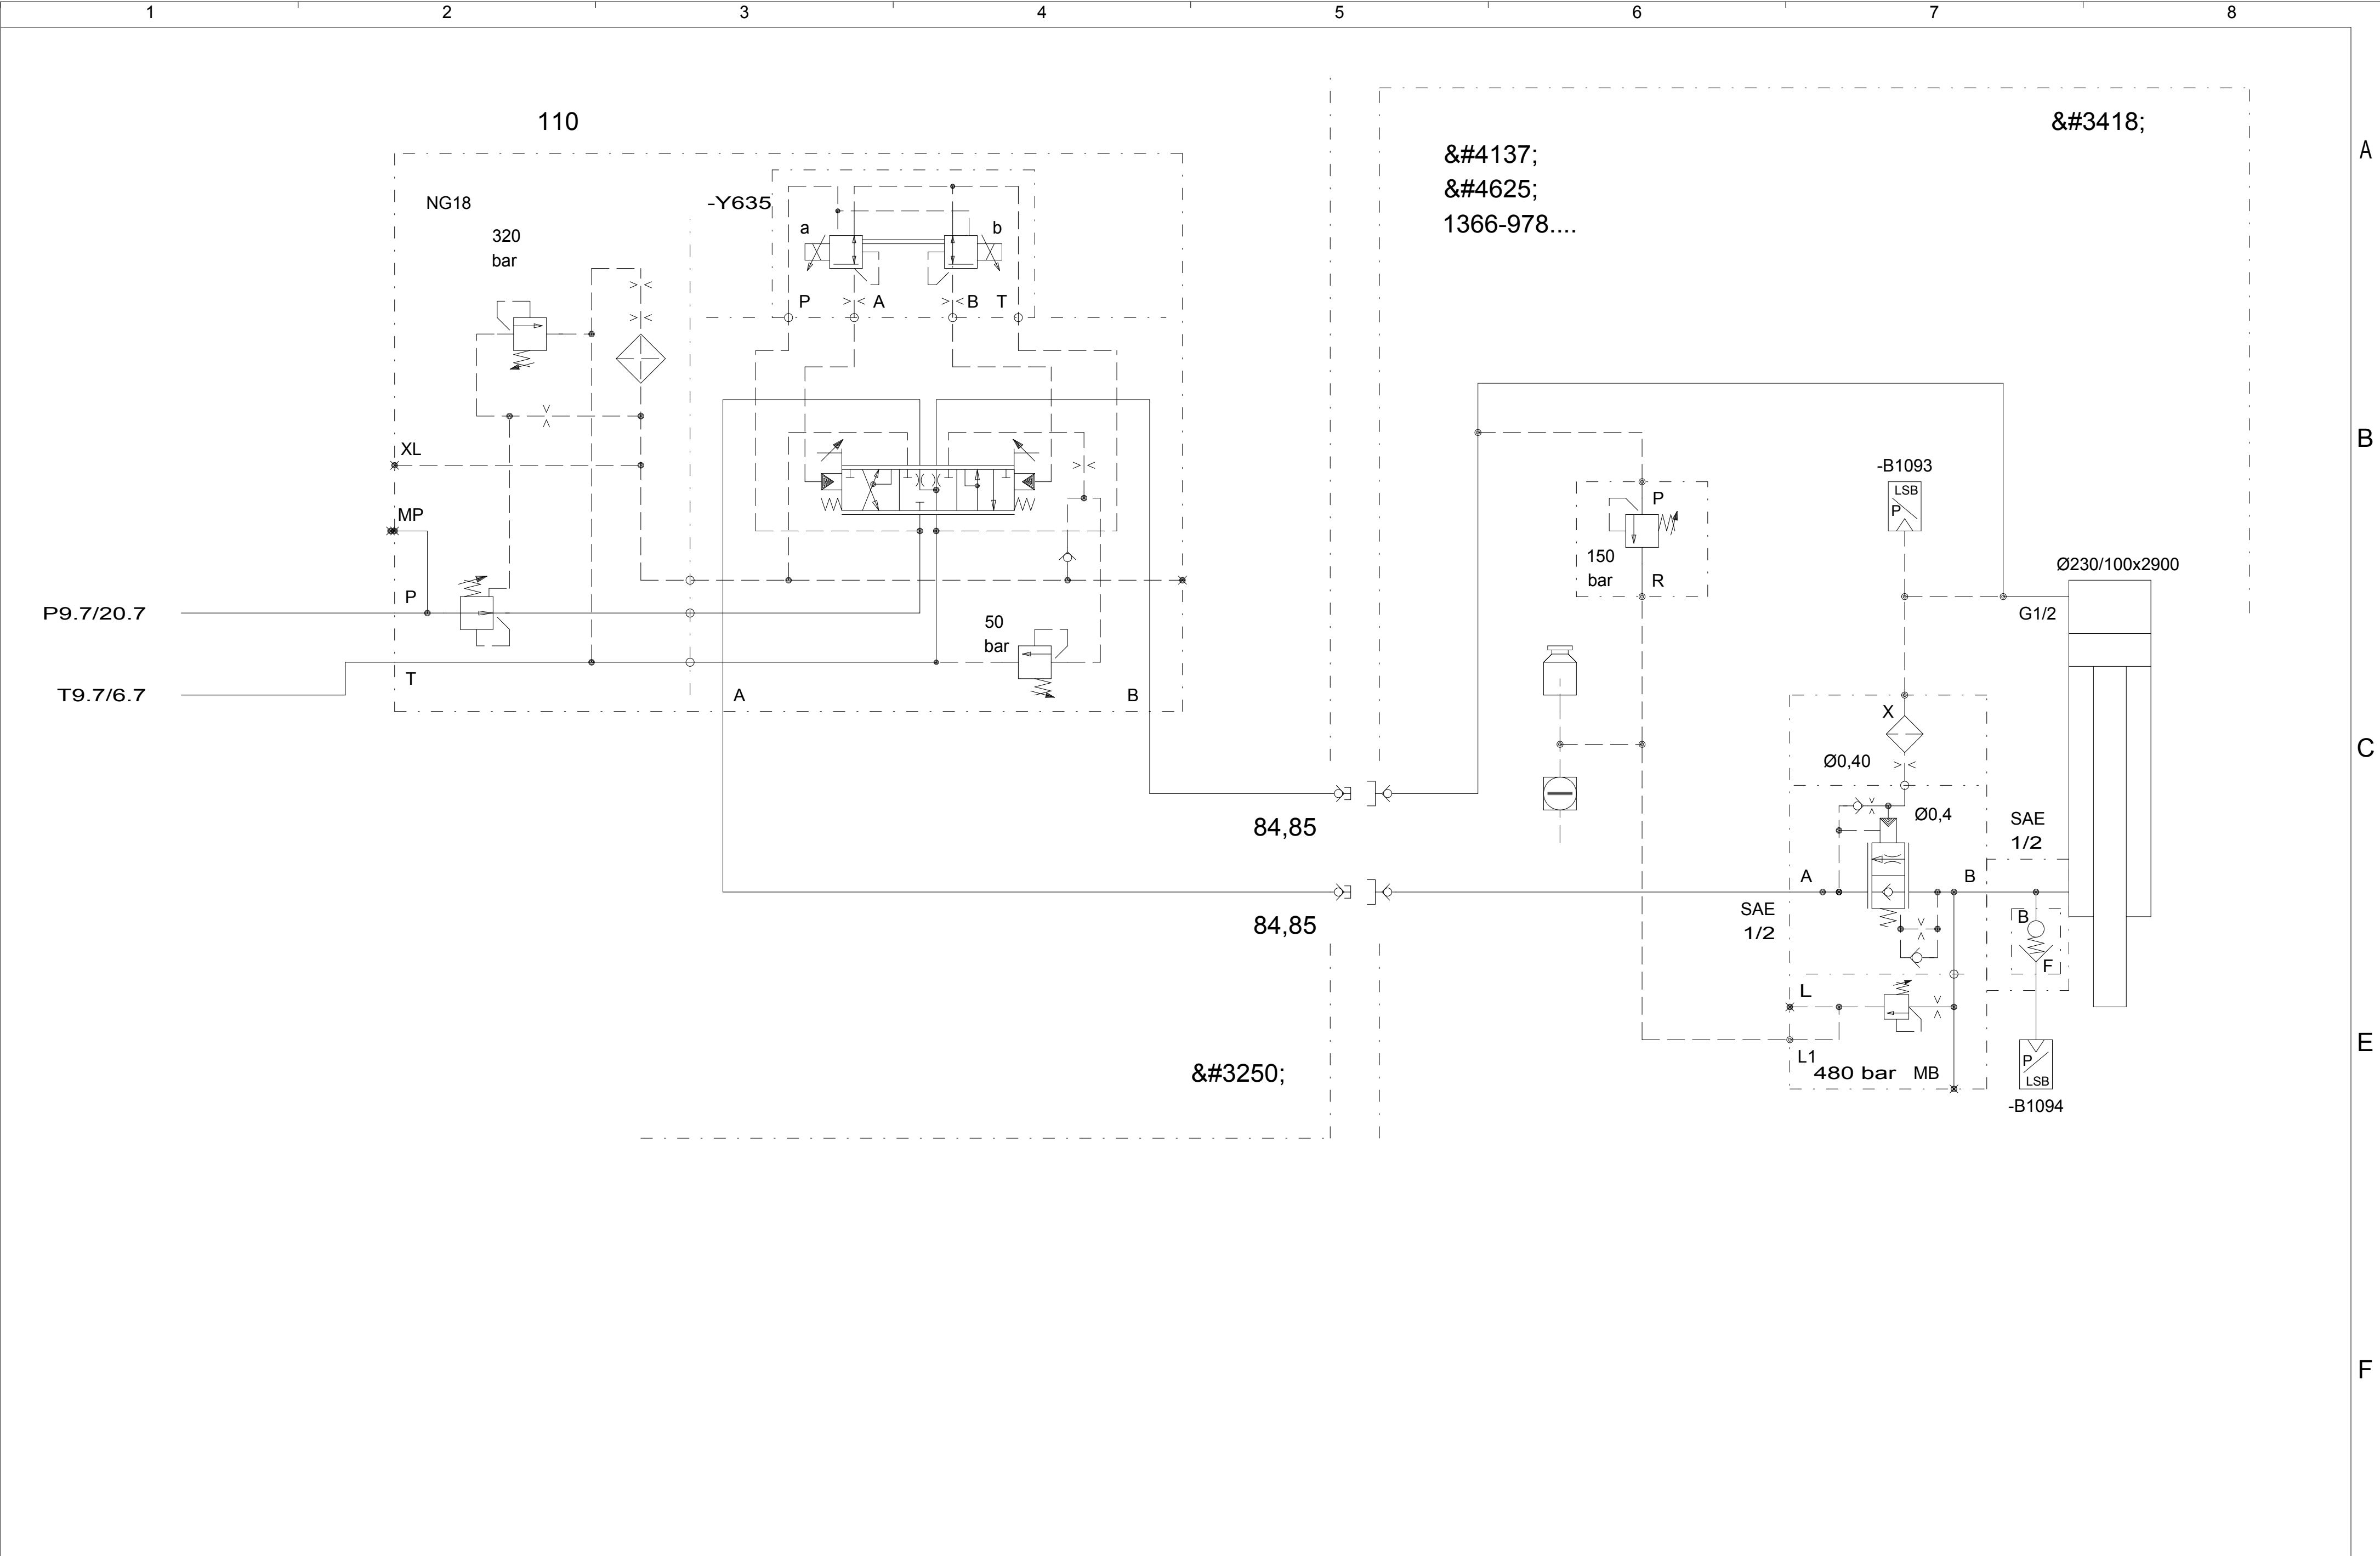 1 2 3 4 5 6 7 8
110
&#3418;
A
&#4137;
&#4625;
1366-978....
NG18
-Y635
320
bar
a
b
P
A
B
T
XL
B
-B1093
LSB
P
MP
P
150
bar
R
Ø230/100x2900
G1/2
P9.7/20.7
P
50
bar
T9.7/6.7
T
A
B
X
C
Ø0,40
Ø0,4
84,85
SAE
1/2
A
B
84,85
SAE
1/2
B
F
L
L1
480 bar
MB
E
&#3250;
P
LSB
-B1094
F